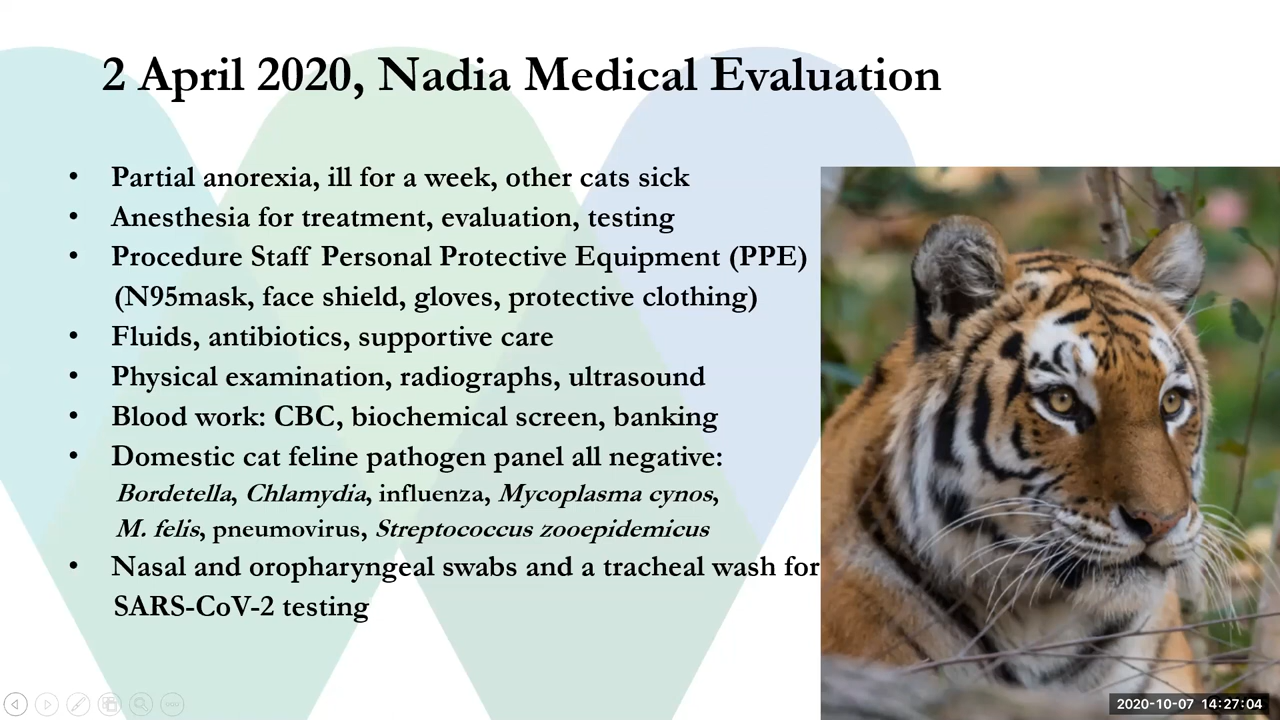 2 April 2020, Nadia Medical Evaluation
• Partial anorexia, ill for a week, other cats sick
• Anesthesia for treatment, evaluation, testing
• Procedure Staff Personal Protective Equipment (PPE)
(N95mask, face shield, gloves, protective clothing)
• Fluids, antibiotics, supportive care
• Physical examination, radiographs, ultrasound
• Blood work: CBC, biochemical screen, banking
• Domestic cat feline pathogen panel all negative:
Bordetella, Chlamydia, influenza, Mycoplasma cynos,
M. felis, pneumovirus, Streptococcus zooepidemicus
• Nasal and oropharyngeal swabs and a tracheal wash for
SARS-CoV-2 testing
2020-10-07 14:27:04